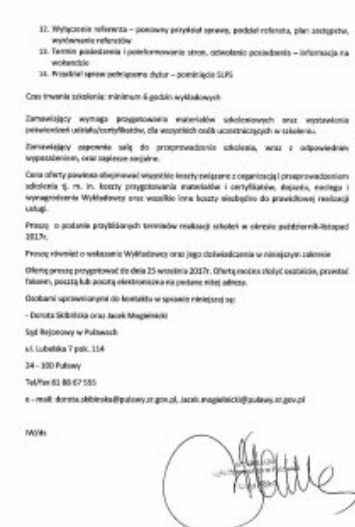 12. Wyłączenie referenta – ponowny przydział sprawy, podział referatu, plan zastępstw,
wyrównanie referatów
13. Termin posiedzenia i poinformowanie stron, odwołanie posiedzenia – informacja na
wokandzie
14. Przydział spraw pełniącemu dyżur – pominięcie SLPS
Czas trwania szkolenia: minimum 6 godzin wykładowych
Zamawiający wymaga przygotowania materiałów szkoleniowych oraz wystawienia
potwierdzeń udziału/certyfikatów, dla wszystkich osób uczestniczących w szkoleniu.
Zamawiający zapewnia salę do przeprowadzenia szkolenia, wraz z odpowiednim
wyposażeniem, oraz zaplecze socjalne.
Cena oferty powinna obejmować wszystkie koszty związane z organizacją i przeprowadzeniem
szkolenia tj. m. in. koszty przygotowania materiałów i certyfikatów, dojazdu, noclegu i
wynagrodzenia Wykładowcy oraz wszelkie inne koszty niezbędne do prawidłowej realizacji
usługi.
Proszę o podanie przybliżonych terminów realizacji szkoleń w okresie październik-listopad
2017r.
Proszę również o wskazanie Wykładowcy oraz jego doświadczenia w niniejszym zakresie
Ofertę proszę przygotować do dnia 25 września 2017r. Ofertę można złożyć osobiście, przesłać
faksem, pocztą lub pocztą elektroniczną na podane niżej adresy.
Osobami uprawnionymi do kontaktu w sprawie niniejszej są:
- Dorota Skibińska oraz Jacek Mogielnicki
Sąd Rejonowy w Puławach
ul. Lubelska 7 pok. 114
24 - 100 Puławy
Tel/fax 81 88 67 555
e - mail: dorota.skibinska@pulawy.sr.gov.pl, jacek.mogielnicki@pulawy.sr.gov.pl